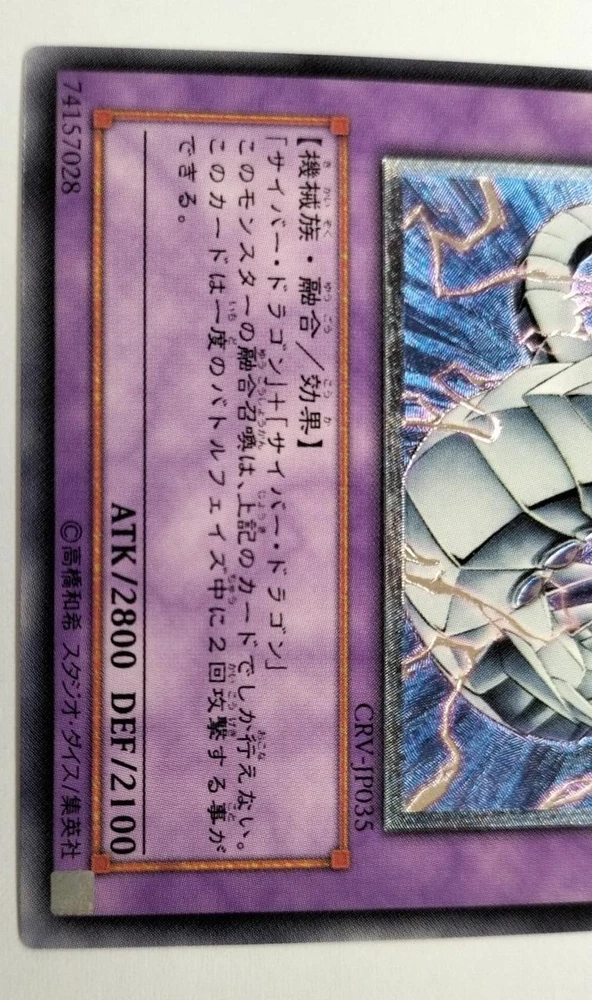 CRV-JP035
【機械族・融合／効果】
「サイバー・ドラゴン」＋「サイバー・ドラゴン」
このモンスターの融合召喚は、上記のカードでしか行えない。
このカードは一度のバトルフェイズ中に２回攻撃する事が
できる。
ATK/2800 DEF/2100
74157028
©高橋和希 スタジオ・ダイス/集英社